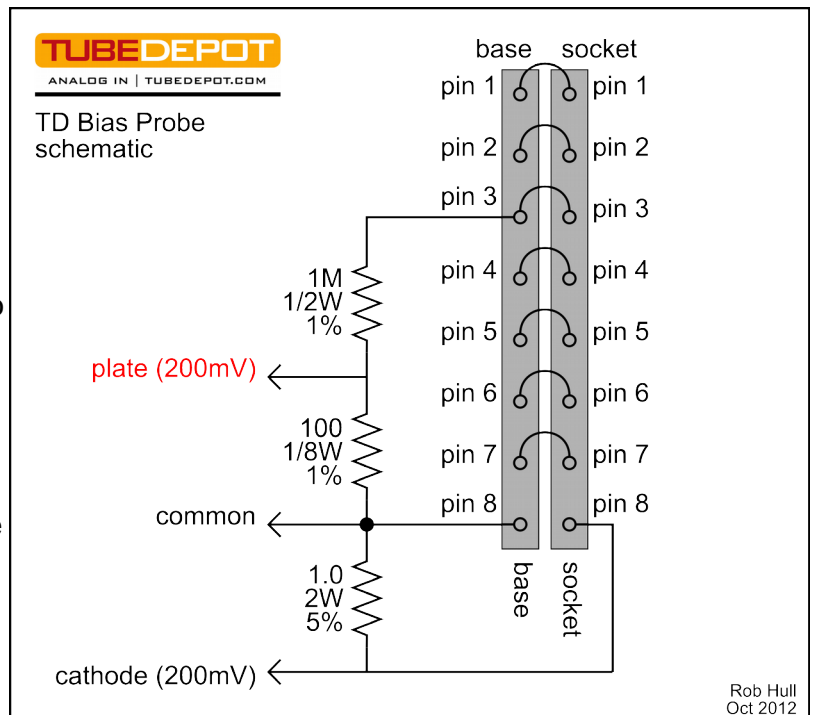 TUBEDEPOT
ANALOG IN | TUBEDEPOT.COM
TD Bias Probe
schematic
base socket
pin 1 pin 1
pin 2 pin 2
pin 3 pin 3
1M
1/2W
1%
pin 4 pin 4
plate (200mV)
pin 5 pin 5
pin 6 pin 6
100
1/8W
1%
pin 7 pin 7
common
pin 8 pin 8
1.0
2W
5%
base
socket
cathode (200mV)
Rob Hull
Oct 2012